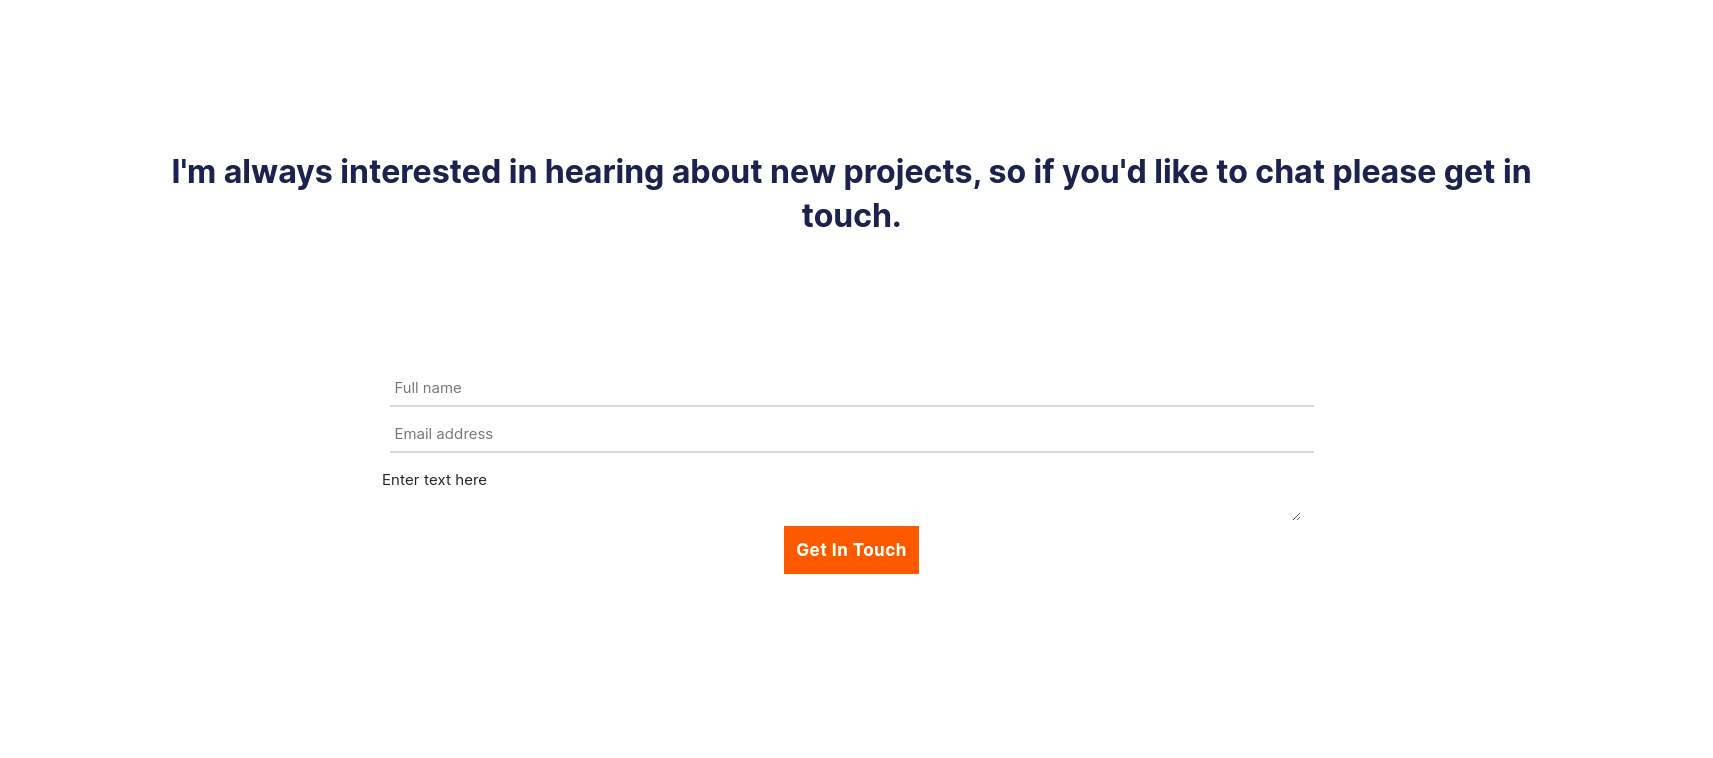 I'm always interested in hearing about new projects, so if you'd like to chat please get in
touch.
Full name
Email address
Enter text here
Get In Touch